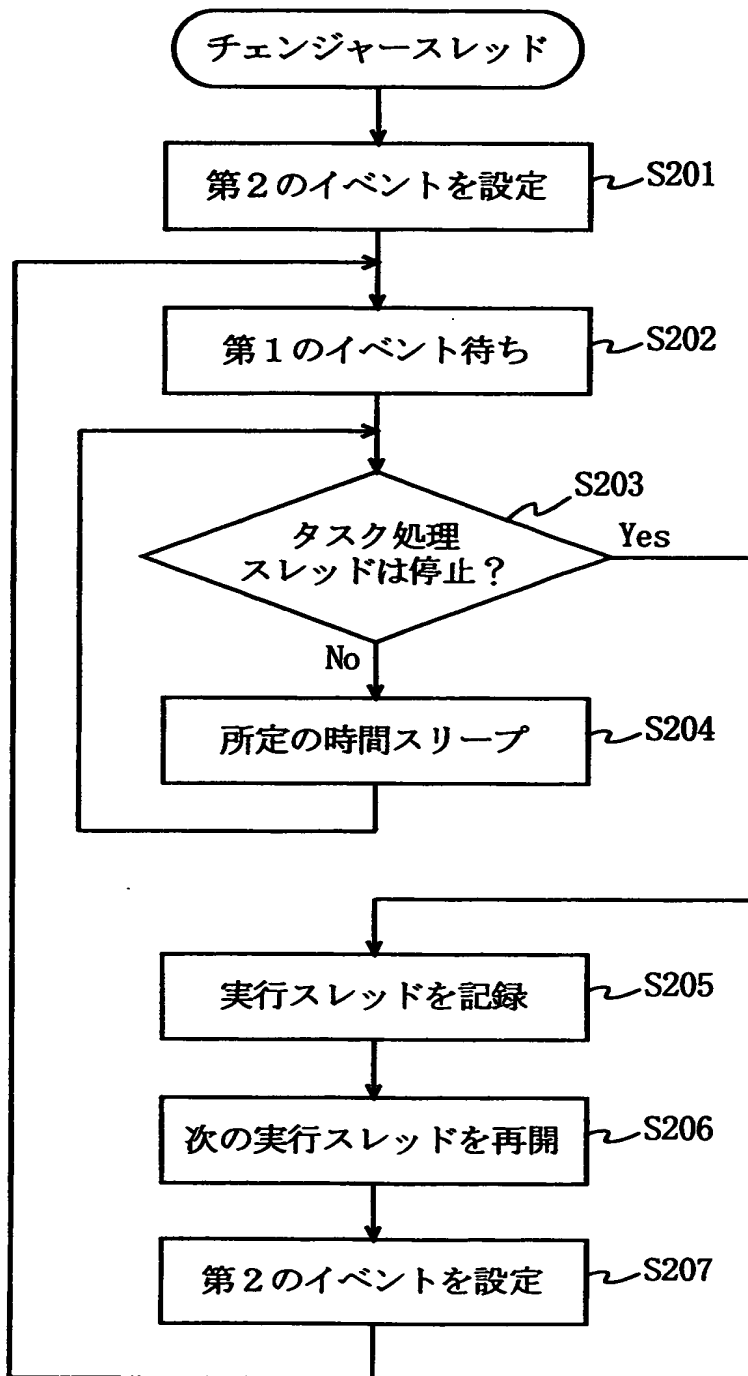 チェンジャースレッド
第２のイベントを設定
S201
第１のイベント待ち
S202
S203
タスク処理
スレッドは停止？
Yes
No
所定の時間スリープ
S204
実行スレッドを記録
S205
次の実行スレッドを再開
S206
第２のイベントを設定
S207